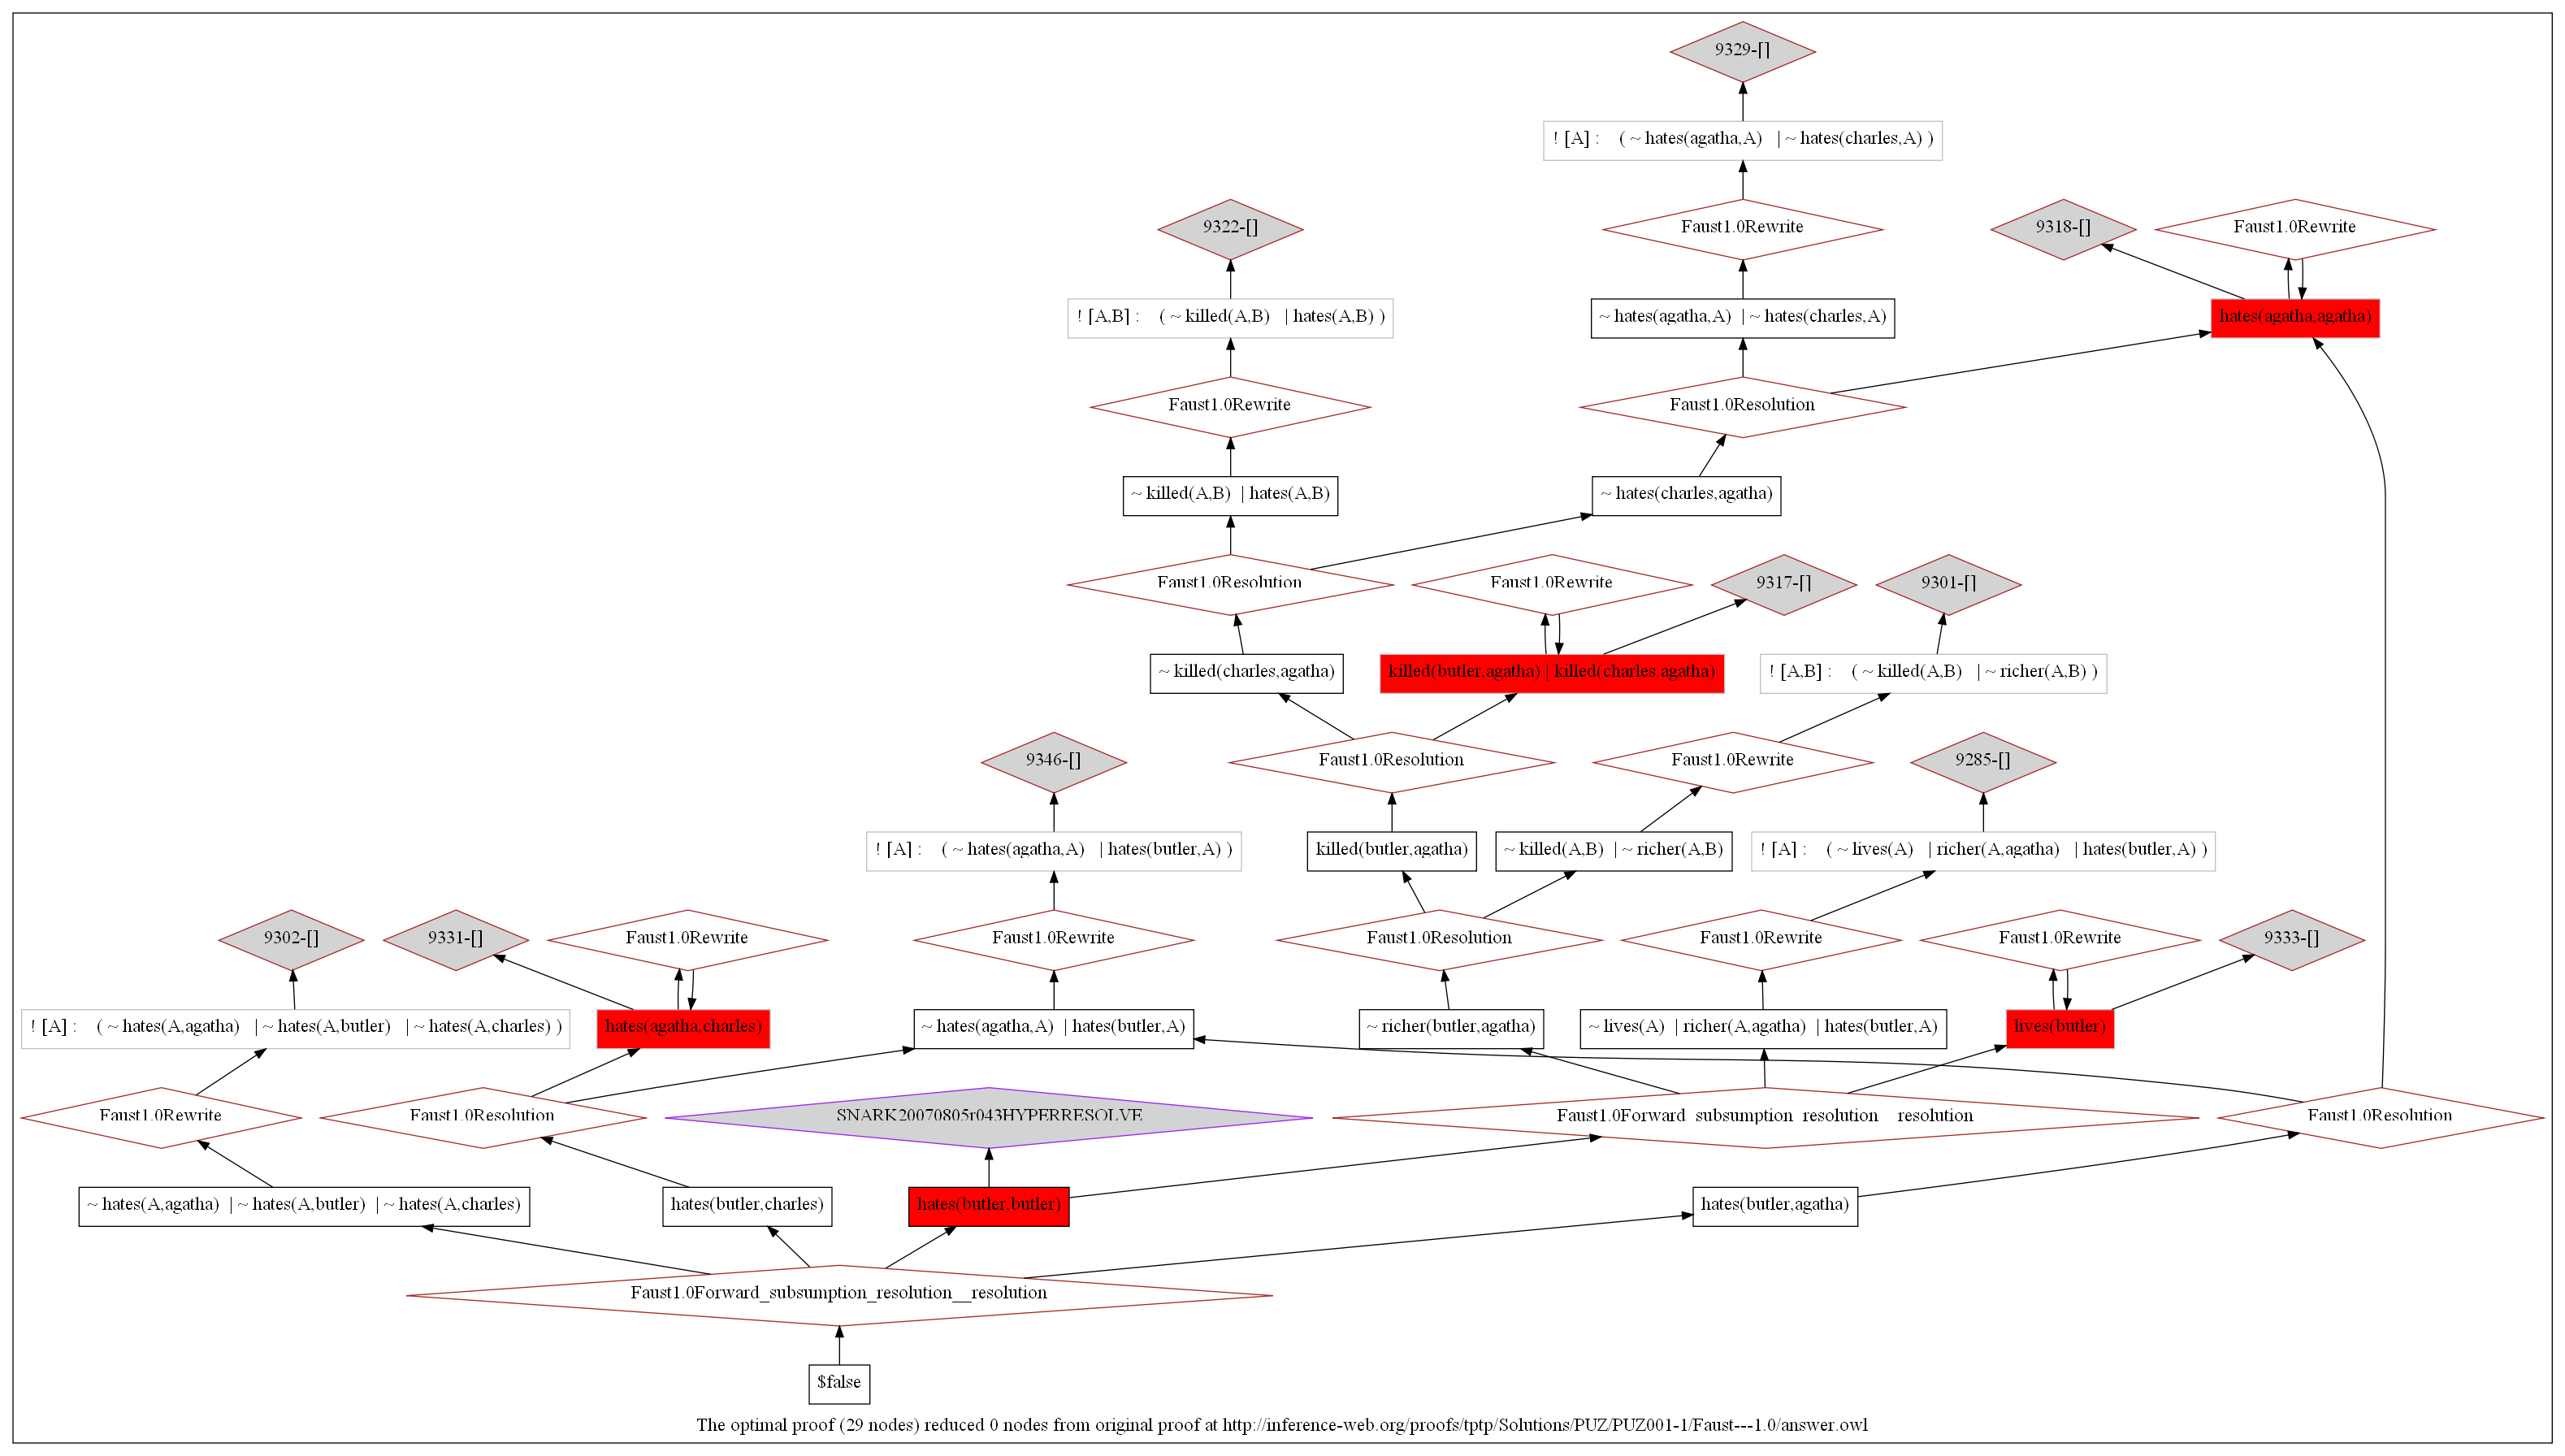 9329-[]
! [A] : ( ~ hates(agatha,A) | ~ hates(charles,A) )
9322-[]
Faust1.0Rewrite
9318-[]
Faust1.0Rewrite
! [A,B] : ( ~ killed(A,B) | hates(A,B) )
~ hates(agatha,A) | ~ hates(charles,A)
hates(agatha,agatha)
Faust1.0Rewrite
Faust1.0Resolution
~ killed(A,B) | hates(A,B)
~ hates(charles,agatha)
Faust1.0Resolution
Faust1.0Rewrite
9317-[]
9301-[]
~ killed(charles,agatha)
killed(butler,agatha) | killed(charles,agatha)
! [A,B] : ( ~ killed(A,B) | ~ richer(A,B) )
9346-[]
Faust1.0Resolution
Faust1.0Rewrite
9285-[]
! [A] : ( ~ hates(agatha,A) | hates(butler,A) )
killed(butler,agatha)
~ killed(A,B) | ~ richer(A,B)
! [A] : ( ~ lives(A) | richer(A,agatha) | hates(butler,A) )
9302-[]
9331-[]
Faust1.0Rewrite
Faust1.0Rewrite
Faust1.0Resolution
Faust1.0Rewrite
Faust1.0Rewrite
9333-[]
! [A] : ( ~ hates(A,agatha) | ~ hates(A,butler) | ~ hates(A,charles) )
hates(agatha,charles)
~ hates(agatha,A) | hates(butler,A)
~ richer(butler,agatha)
~ lives(A) | richer(A,agatha) | hates(butler,A)
lives(butler)
Faust1.0Rewrite
Faust1.0Resolution
SNARK20070805r043HYPERRESOLVE
Faust1.0Forward_subsumption_resolution__resolution
Faust1.0Resolution
~ hates(A,agatha) | ~ hates(A,butler) | ~ hates(A,charles)
hates(butler,charles)
hates(butler,butler)
hates(butler,agatha)
Faust1.0Forward_subsumption_resolution__resolution
$false
The optimal proof (29 nodes) reduced 0 nodes from original proof at http://inference-web.org/proofs/tptp/Solutions/PUZ/PUZ001-1/Faust---1.0/answer.owl